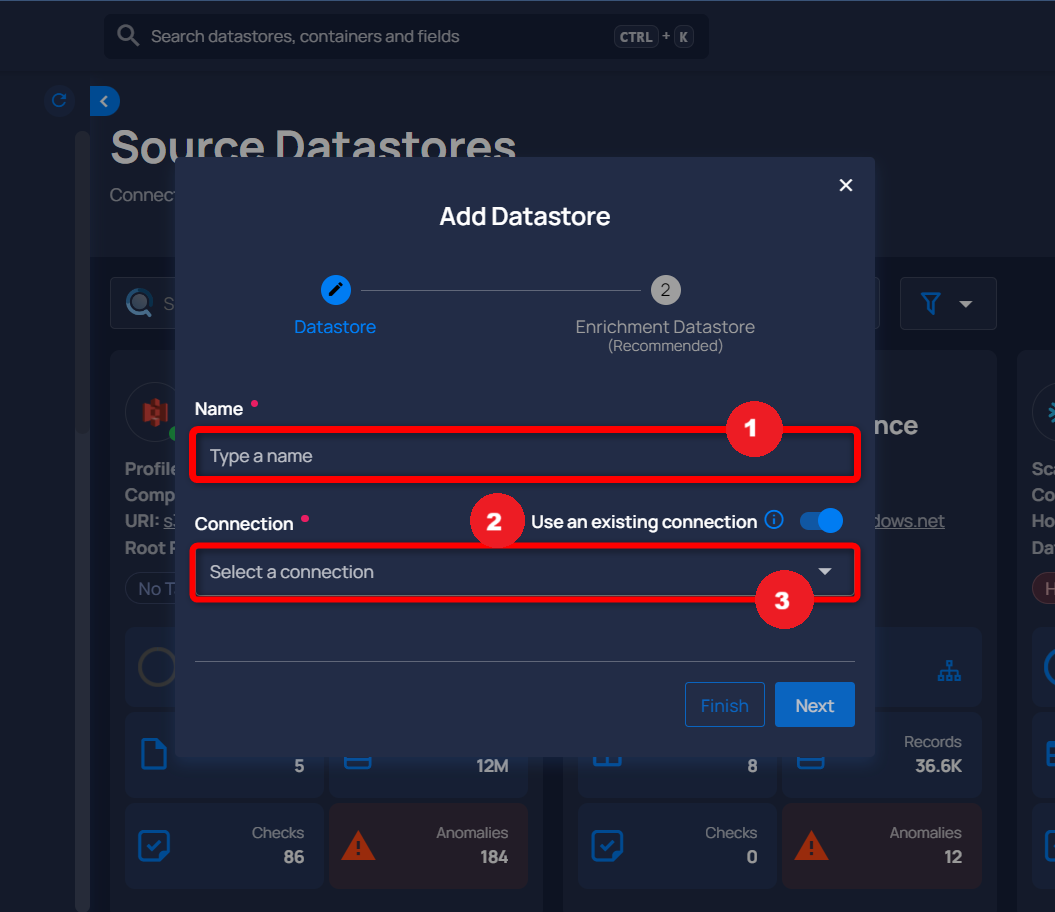 Search datastores, containers and fields CTRL + K
Source Datastores
Connec
Add Datastore
2
Datastore
Enrichment Datastore
(Recommended)
S
Name •
1
nce
Type a name
Profile
Sca
Comp
Co
Connection •
2
Use an existing connection
URI: s3
dows.net
Ho
Root P
Da
Select a connection
3
No T
H
Finish
Next
5
12M
8
Records
36.6K
Checks
86
Anomalies
184
Checks
0
Anomalies
12